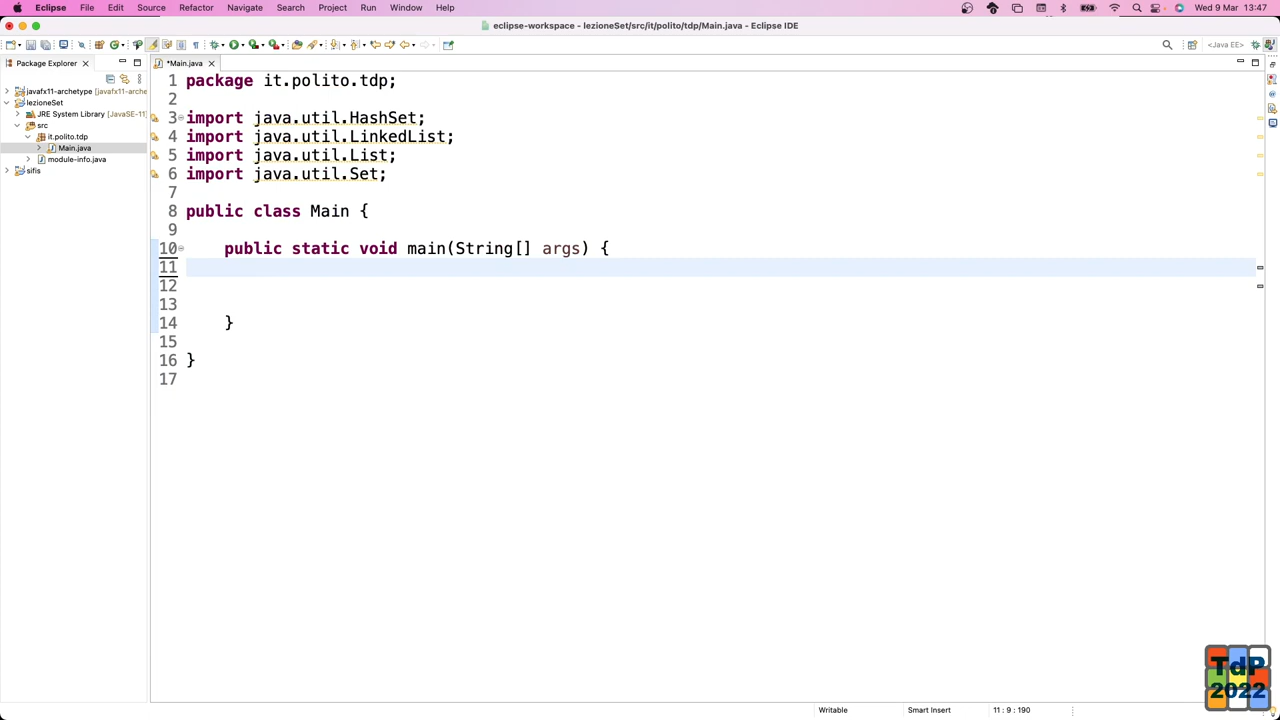 Eclipse File Edit Source Refactor Navigate Search Project Run Window Help Wed 9 Mar 13:47
eclipse-workspace - lezioneSet/src/it/polito/tdp/Main.java - Eclipse IDE
<Java EE>
Package Explorer
*Main.java
javafx11-archetype [javafx11-arche
lezioneSet
JRE System Library [JavaSE-11]
src
it.polito.tdp
Main.java
module-info.java
sifis
1 package it.polito.tdp;
2
3 import java.util.HashSet;
4 import java.util.LinkedList;
5 import java.util.List;
6 import java.util.Set;
7
8 public class Main {
9
10 public static void main(String[] args) {
11
12
13
14 }
15
16 }
17
Writable Smart Insert 11 : 9 : 190
TdP
2022